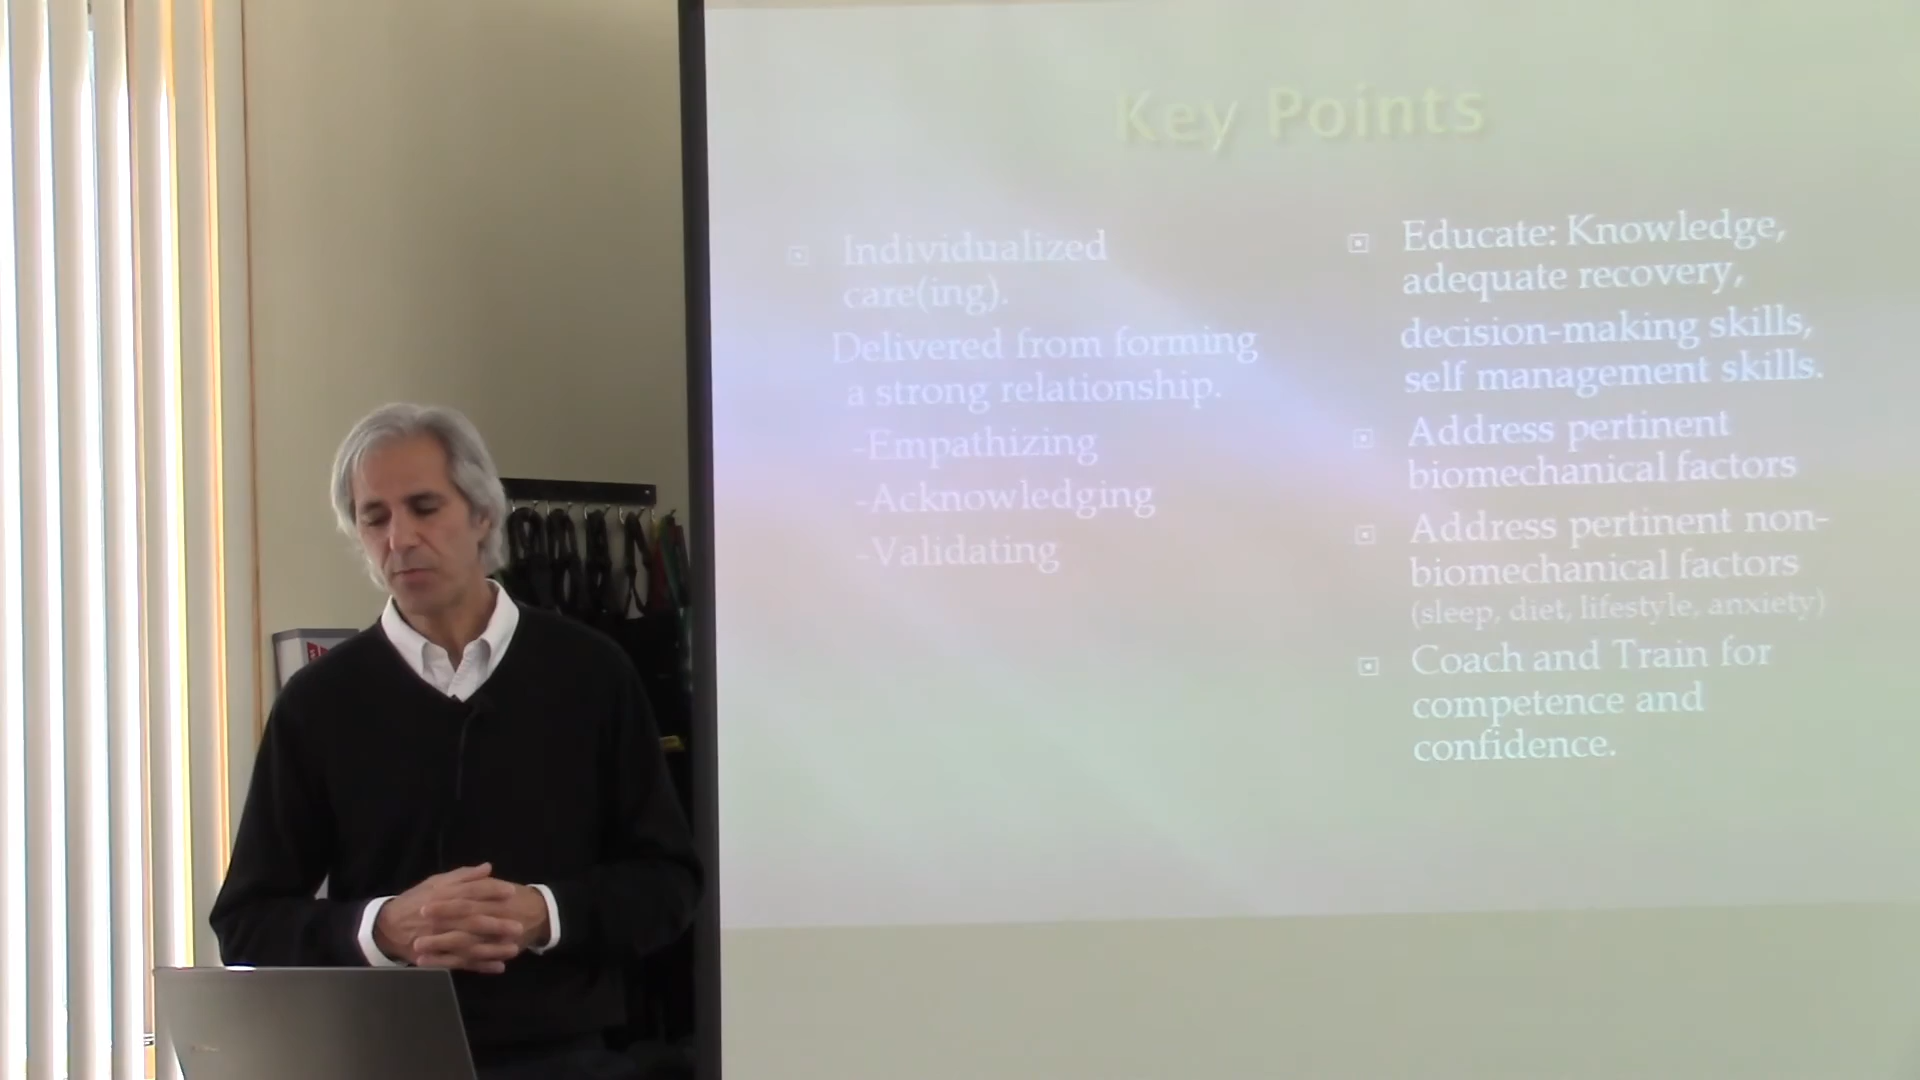 Key Points
Individualized
care(ing).
Delivered from forming
a strong relationship.
-Empathizing
-Acknowledging
-Validating
Educate: Knowledge,
adequate recovery,
decision-making skills,
self management skills.
Address pertinent
biomechanical factors
Address pertinent non-
biomechanical factors
(sleep, diet, lifestyle, anxiety)
Coach and Train for
competence and
confidence.